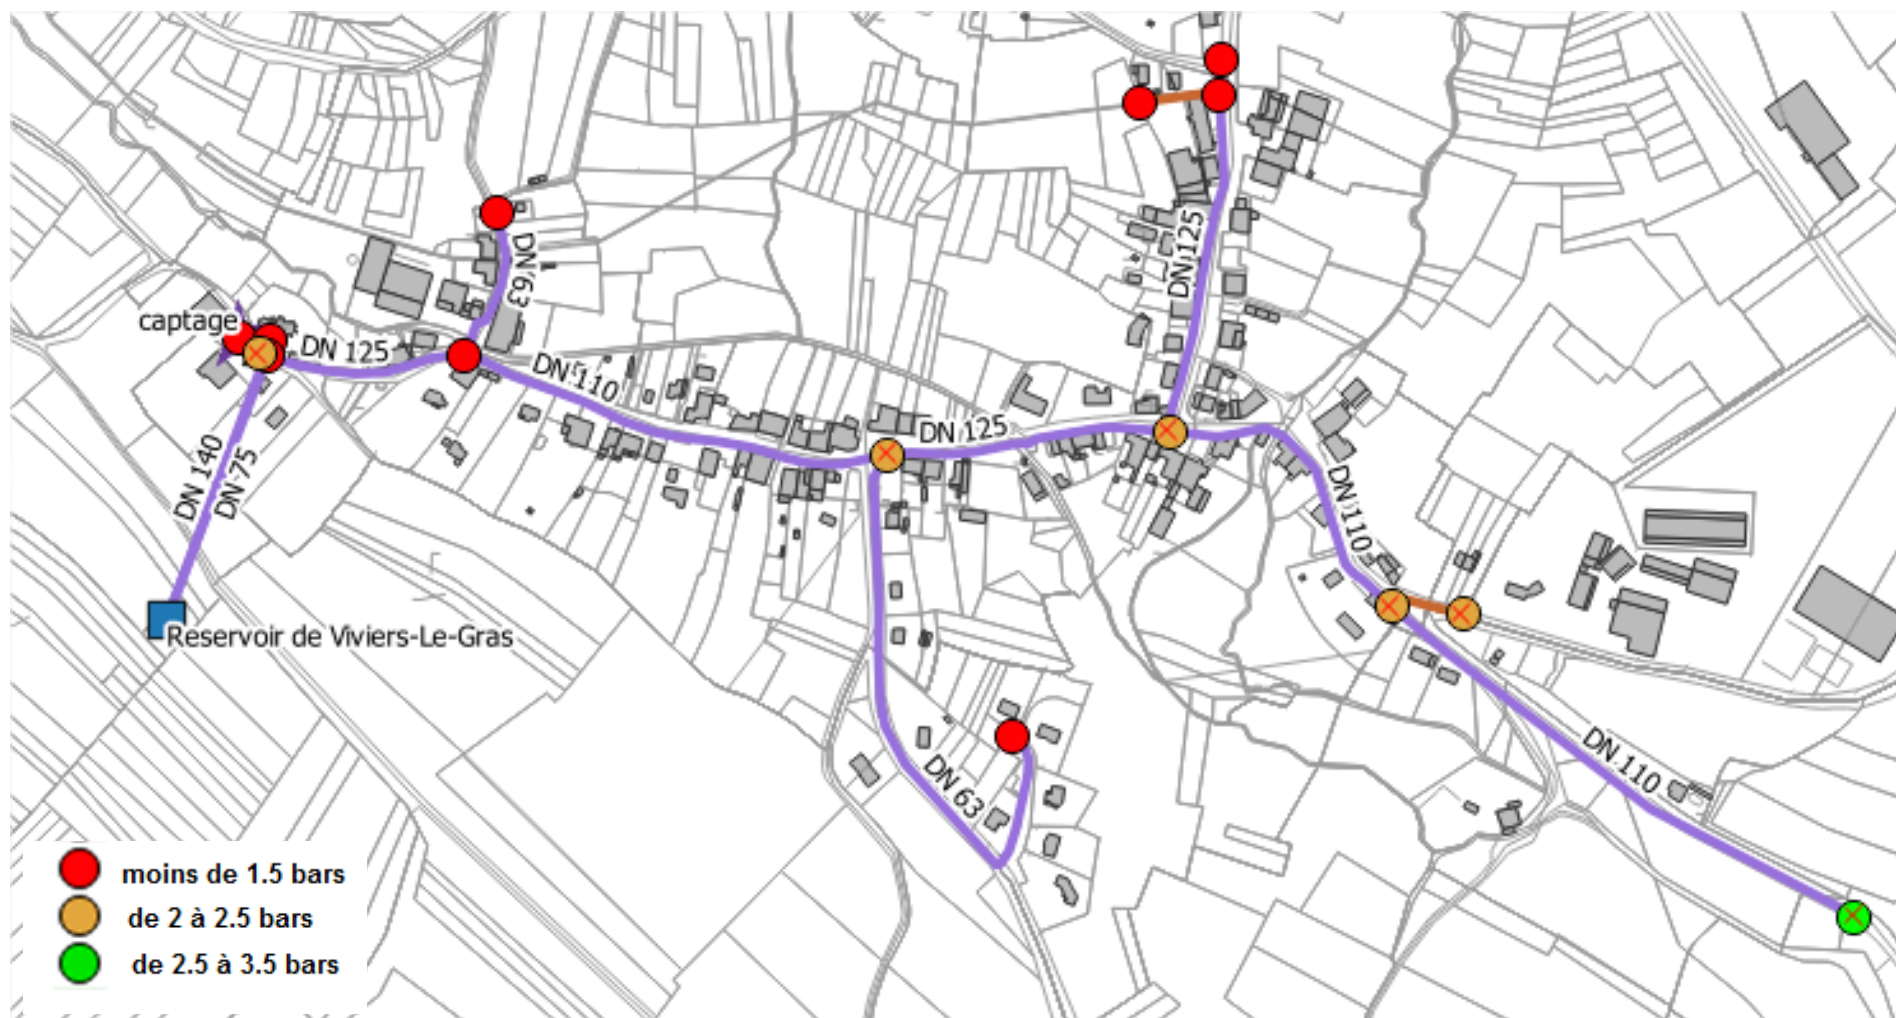 DN 63
DN 125
captage
DN 125
DN 110
DN 125
DN 140
DN 75
DN 110
Reservoir de Viviers-Le-Gras
DN 63
DN 110
moins de 1.5 bars
de 2 à 2.5 bars
de 2.5 à 3.5 bars